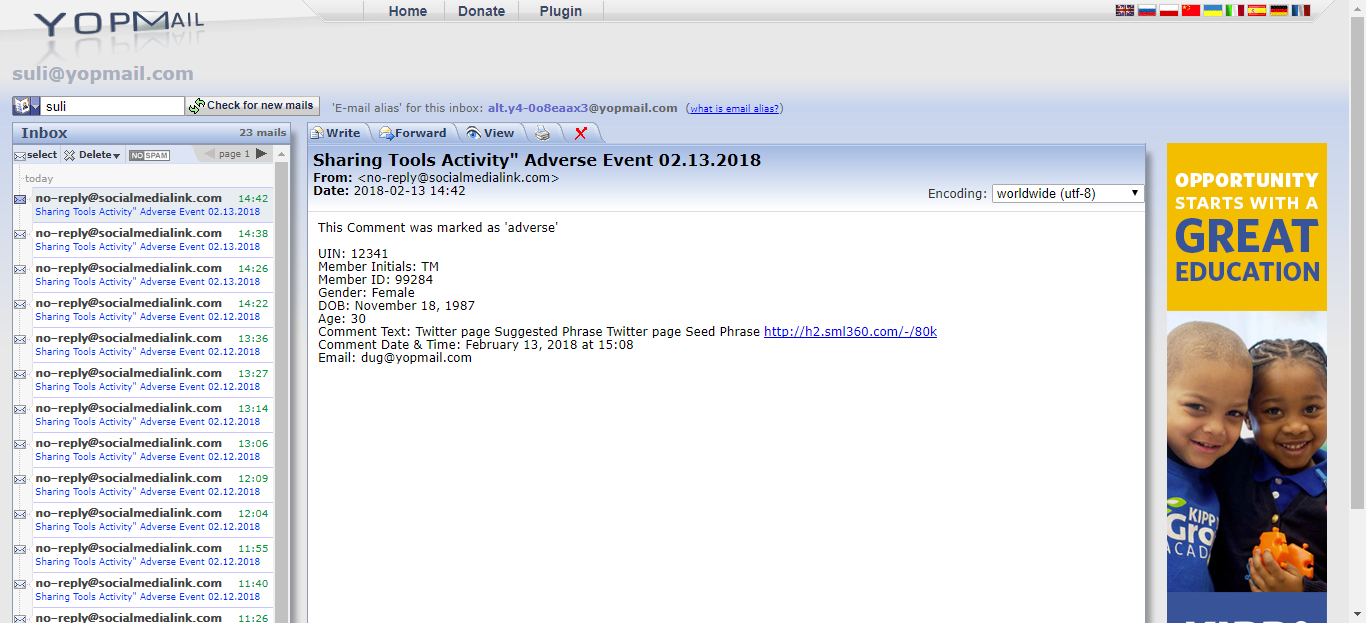 YOPMAIL
Home Donate Plugin
suli@yopmail.com
suli
Check for new mails
'E-mail alias' for this inbox: alt.y4-0o8eaax3@yopmail.com (what is email alias?)
Inbox 23 mails
select Delete NO SPAM page 1
today
no-reply@socialmedialink.com 14:42
Sharing Tools Activity" Adverse Event 02.13.2018
no-reply@socialmedialink.com 14:38
Sharing Tools Activity" Adverse Event 02.13.2018
no-reply@socialmedialink.com 14:26
Sharing Tools Activity" Adverse Event 02.13.2018
no-reply@socialmedialink.com 14:22
Sharing Tools Activity" Adverse Event 02.12.2018
no-reply@socialmedialink.com 13:36
Sharing Tools Activity" Adverse Event 02.12.2018
no-reply@socialmedialink.com 13:27
Sharing Tools Activity" Adverse Event 02.12.2018
no-reply@socialmedialink.com 13:14
Sharing Tools Activity" Adverse Event 02.12.2018
no-reply@socialmedialink.com 13:06
Sharing Tools Activity" Adverse Event 02.12.2018
no-reply@socialmedialink.com 12:09
Sharing Tools Activity" Adverse Event 02.12.2018
no-reply@socialmedialink.com 12:04
Sharing Tools Activity" Adverse Event 02.12.2018
no-reply@socialmedialink.com 11:55
Sharing Tools Activity" Adverse Event 02.12.2018
no-reply@socialmedialink.com 11:40
Sharing Tools Activity" Adverse Event 02.12.2018
no-reply@socialmedialink.com 11:26
Write Forward View
Sharing Tools Activity" Adverse Event 02.13.2018
From: <no-reply@socialmedialink.com>
Date: 2018-02-13 14:42
Encoding: worldwide (utf-8)
This Comment was marked as 'adverse'
UIN: 12341
Member Initials: TM
Member ID: 99284
Gender: Female
DOB: November 18, 1987
Age: 30
Comment Text: Twitter page Suggested Phrase Twitter page Seed Phrase http://h2.sml360.com/-/80k
Comment Date & Time: February 13, 2018 at 15:08
Email: dug@yopmail.com
OPPORTUNITY
STARTS WITH A
GREAT
EDUCATION
KIPP
Gro
ACAD